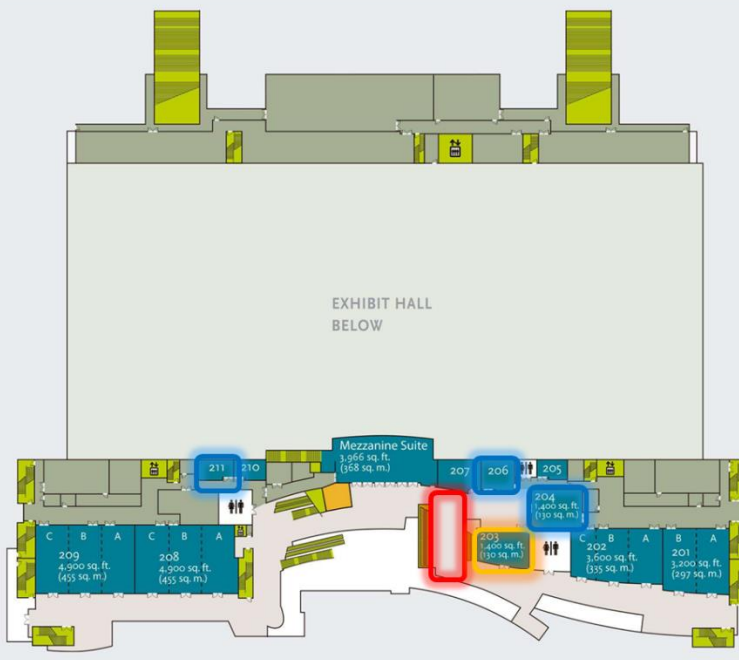 EXHIBIT HALL
BELOW
Mezzanine Suite
3,966 sq. ft.
(368 sq. m.)
211
210
207
206
205
204
1,400 sq. ft.
(130 sq. m.)
C B A
209
4,900 sq. ft.
(455 sq. m.)
C B A
208
4,900 sq. ft.
(455 sq. m.)
203
1,400 sq. ft.
(130 sq. m.)
C B A
202
3,600 sq. ft.
(335 sq. m.)
B A
201
3,200 sq. ft.
(297 sq. m.)